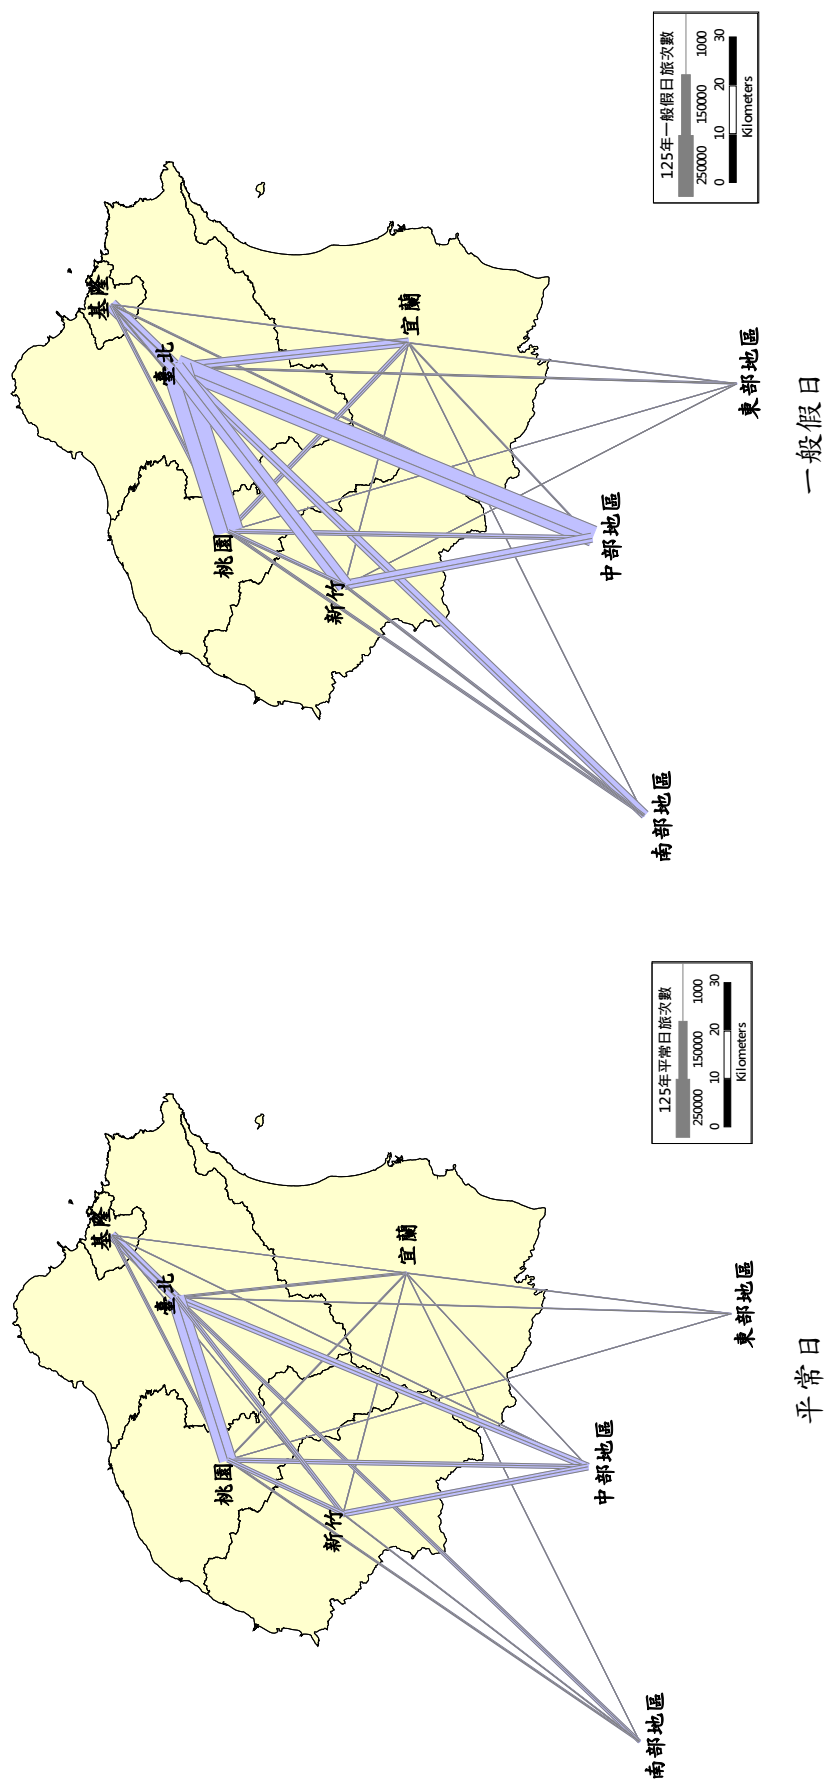 基隆
臺北
桃園
新竹
宜蘭
中部地區
南部地區
東部地區
125年平常日旅次數
250000 150000 1000
0 10 20 30
Kilometers
平常日
基隆
臺北
桃園
新竹
宜蘭
中部地區
南部地區
東部地區
125年一般假日旅次數
250000 150000 1000
0 10 20 30
Kilometers
一般假日